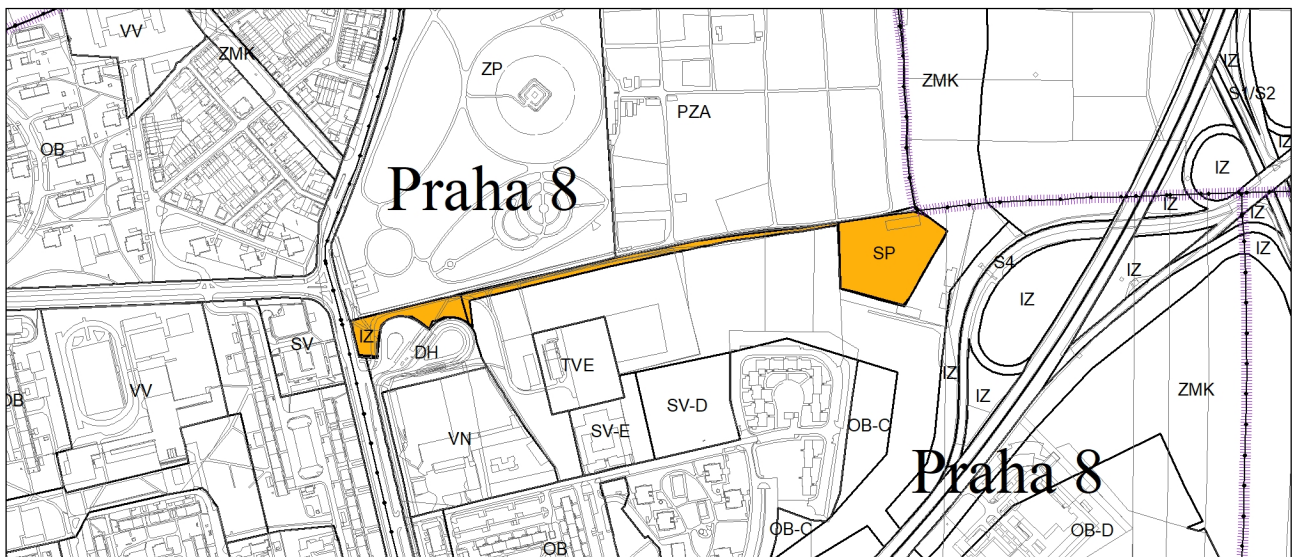 VV
ZMK
OB
ZP
PZA
ZMK
IZ
S1/S2
IZ
IZ
Praha 8
IZ
IZ
IZ
SP
S4
IZ
IZ
IZ
SV
DH
TVE
VV
OB
SV-D
IZ
IZ
ZMK
VN
SV-E
OB-C
Praha 8
OB-C
OB-D
OB